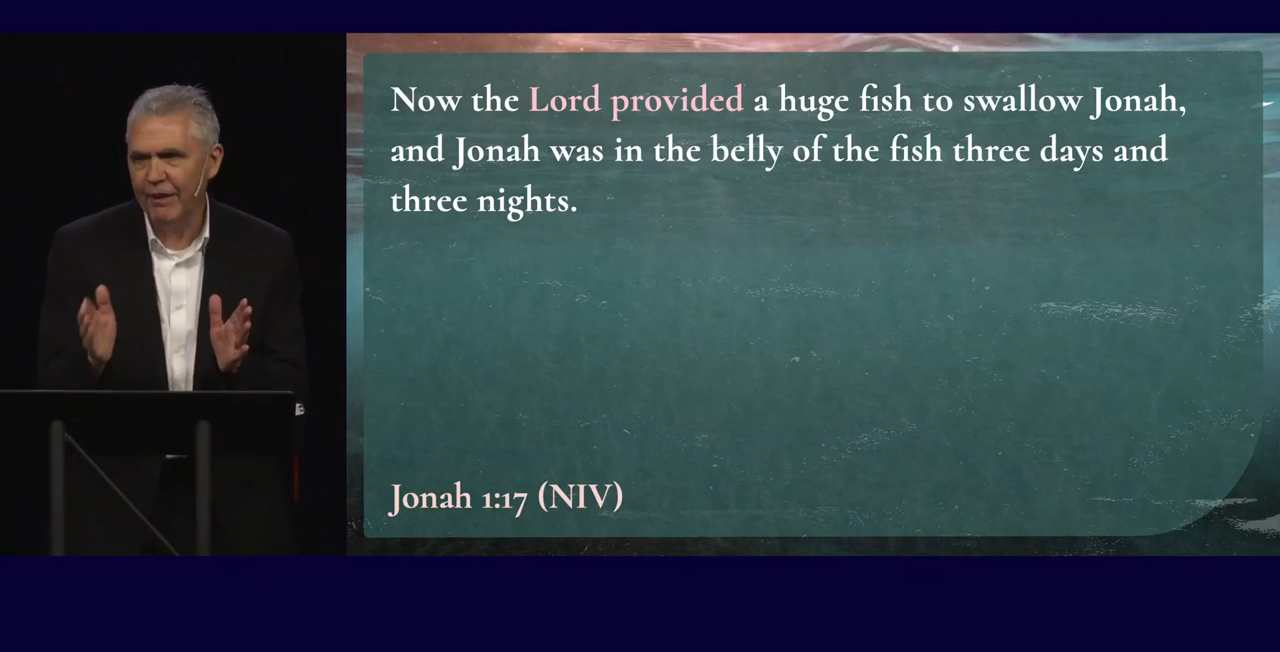 Now the Lord provided a huge fish to swallow Jonah,
and Jonah was in the belly of the fish three days and
three nights.
Jonah 1:17 (NIV)